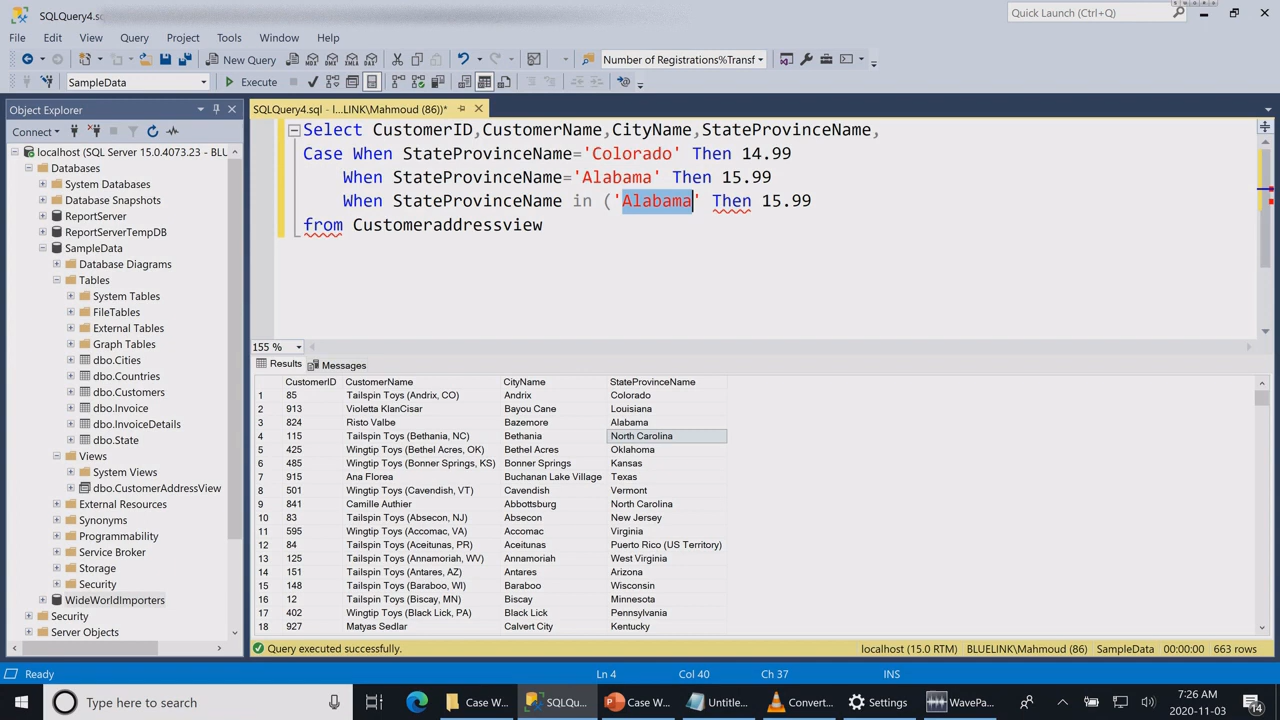 SQLQuery4.sql
Quick Launch (Ctrl+Q)
File Edit View Query Project Tools Window Help
New Query
MDX DMX XMLA DAX
Number of Registrations%Transf
SampleData
Execute
Object Explorer
SQLQuery4.sql - l...LINK\Mahmoud (86))*
Connect
localhost (SQL Server 15.0.4073.23 - BLU
Databases
System Databases
Database Snapshots
ReportServer
ReportServerTempDB
SampleData
Database Diagrams
Tables
System Tables
FileTables
External Tables
Graph Tables
dbo.Cities
dbo.Countries
dbo.Customers
dbo.Invoice
dbo.InvoiceDetails
dbo.State
Views
System Views
dbo.CustomerAddressView
External Resources
Synonyms
Programmability
Service Broker
Storage
Security
WideWorldImporters
Security
Server Objects
Select CustomerID,CustomerName,CityName,StateProvinceName,
Case When StateProvinceName='Colorado' Then 14.99
When StateProvinceName='Alabama' Then 15.99
When StateProvinceName in ('Alabama' Then 15.99
from Customeraddressview
155 %
Results Messages
CustomerID CustomerName CityName StateProvinceName
1 85 Tailspin Toys (Andrix, CO) Andrix Colorado
2 913 Violetta KlanCisar Bayou Cane Louisiana
3 824 Risto Valbe Bazemore Alabama
4 115 Tailspin Toys (Bethania, NC) Bethania North Carolina
5 425 Wingtip Toys (Bethel Acres, OK) Bethel Acres Oklahoma
6 485 Wingtip Toys (Bonner Springs, KS) Bonner Springs Kansas
7 915 Ana Florea Buchanan Lake Village Texas
8 501 Wingtip Toys (Cavendish, VT) Cavendish Vermont
9 841 Camille Authier Abbottsburg North Carolina
10 83 Tailspin Toys (Absecon, NJ) Absecon New Jersey
11 595 Wingtip Toys (Accomac, VA) Accomac Virginia
12 84 Tailspin Toys (Aceitunas, PR) Aceitunas Puerto Rico (US Territory)
13 125 Tailspin Toys (Annamoriah, WV) Annamoriah West Virginia
14 151 Tailspin Toys (Antares, AZ) Antares Arizona
15 148 Tailspin Toys (Baraboo, WI) Baraboo Wisconsin
16 12 Tailspin Toys (Biscay, MN) Biscay Minnesota
17 402 Wingtip Toys (Black Lick, PA) Black Lick Pennsylvania
18 927 Matyas Sedlar Calvert City Kentucky
Query executed successfully. localhost (15.0 RTM) BLUELINK\Mahmoud (86) SampleData 00:00:00 663 rows
Ready Ln 4 Col 40 Ch 37 INS
Type here to search
Case W...
SQLQu...
Case W...
Untitle...
Convert...
Settings
WavePa...
7:26 AM
2020-11-03
14